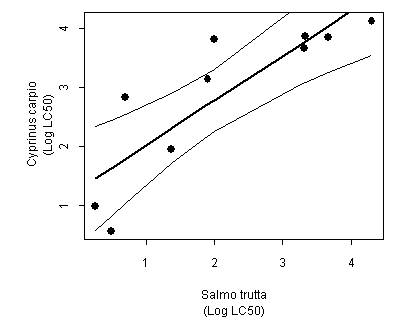 4
3
2
1
Cyprinus carpio
(Log LC50)
1 2 3 4
Salmo trutta
(Log LC50)